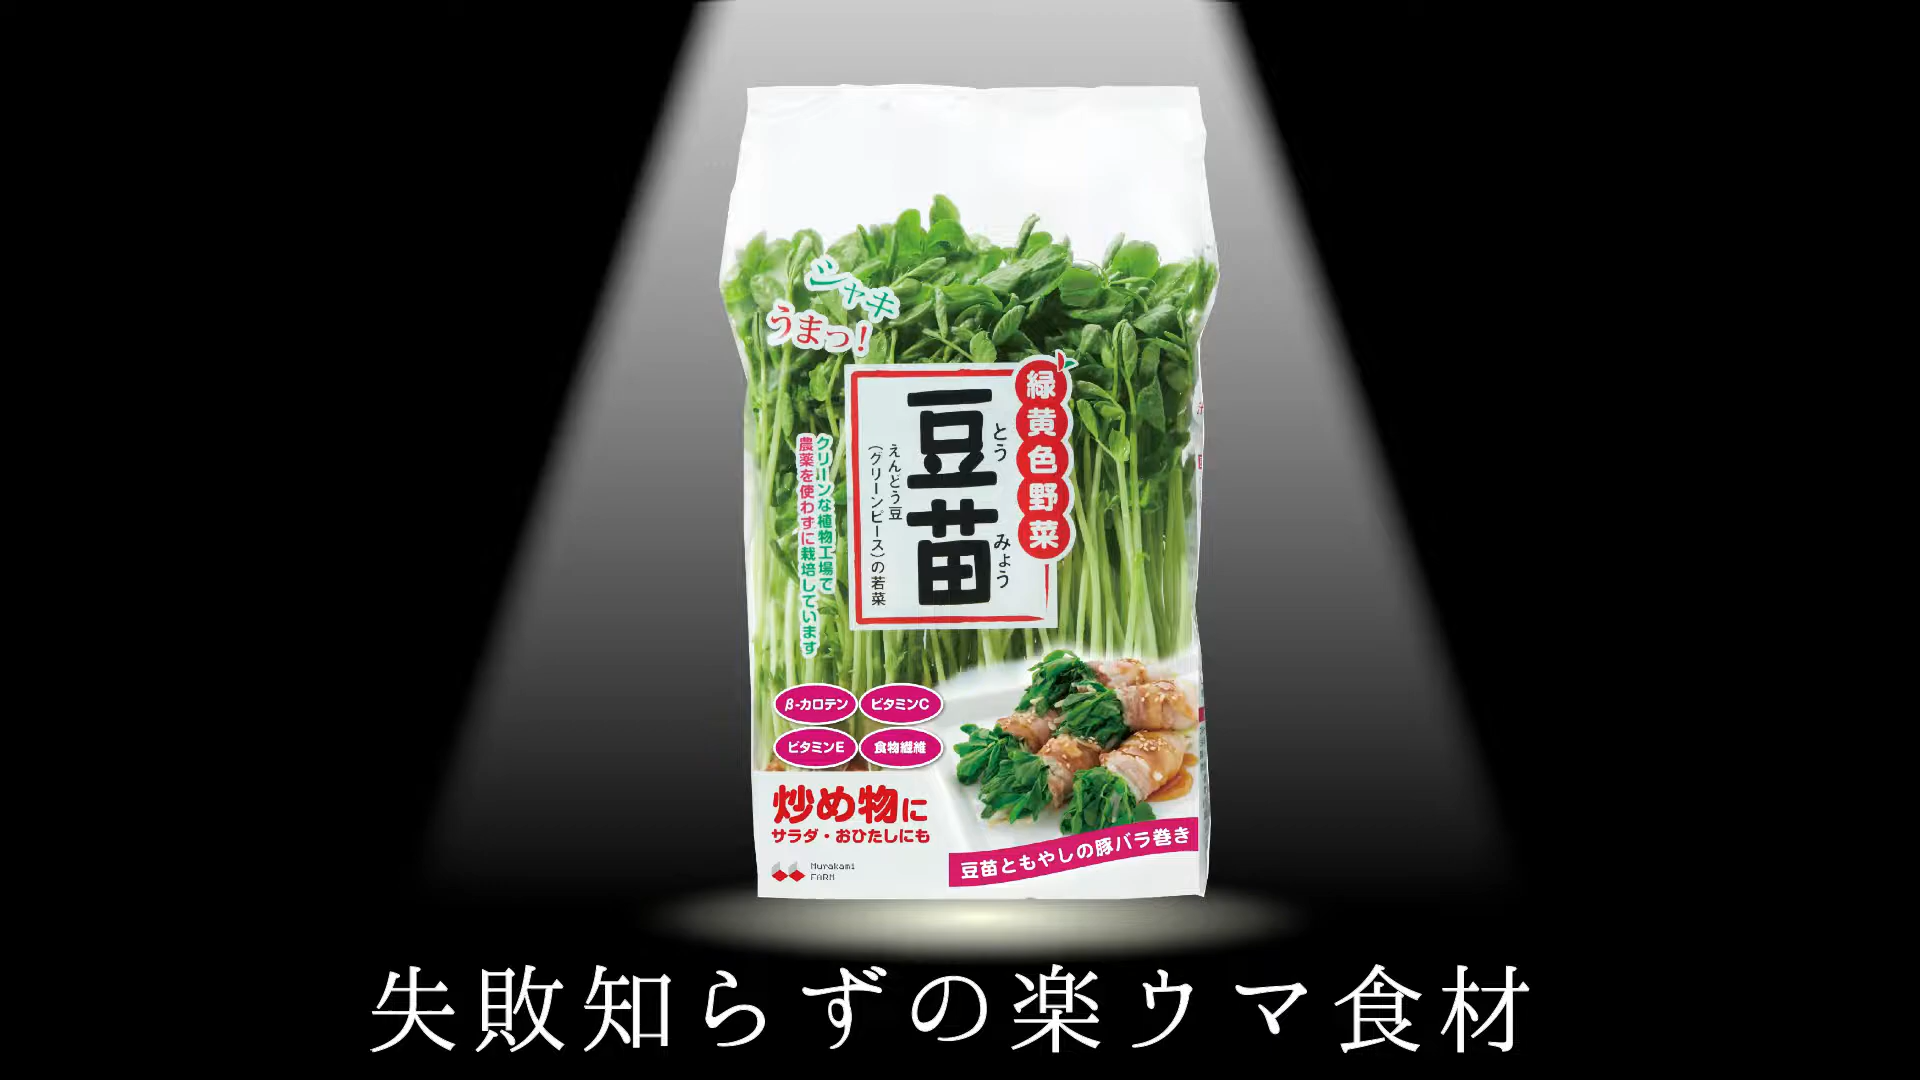 シャキ
うまっ!
緑黄色野菜
とう
みょう
豆苗
えんどう豆
(グリーンピース)の若菜
クリーンな植物工場で
農薬を使わずに栽培しています
β-カロテン
ビタミンC
ビタミンE
食物繊維
炒め物に
サラダ・おひたしにも
Murakami
FARM
豆苗ともやしの豚バラ巻き
失敗知らずの楽ウマ食材